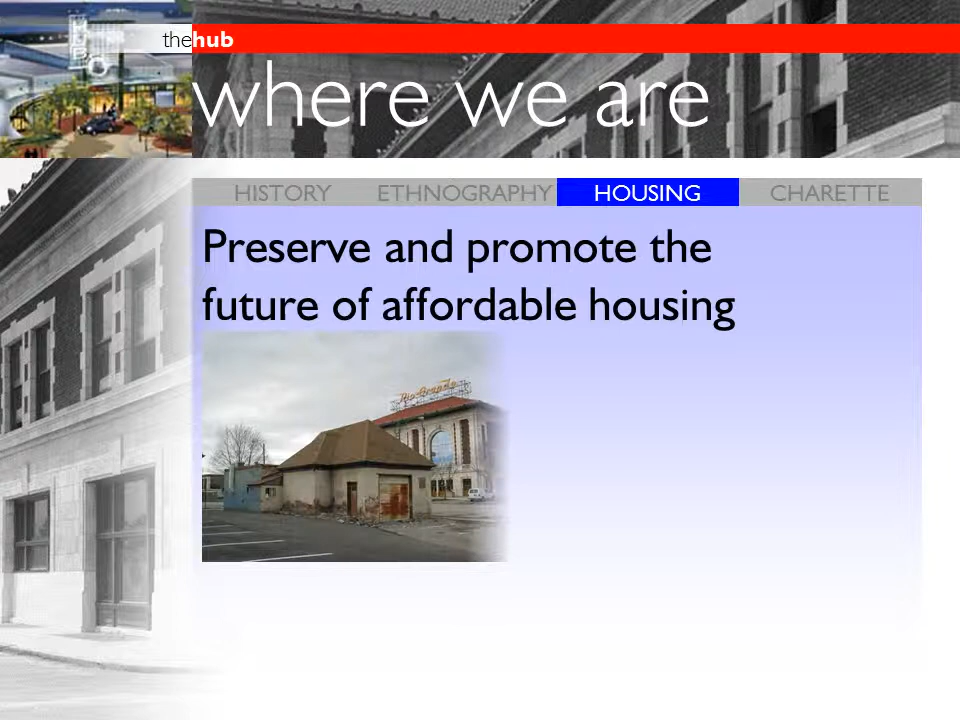 thehub
where we are
HISTORY ETHNOGRAPHY HOUSING CHARETTE
Preserve and promote the
future of affordable housing
Rio Grande